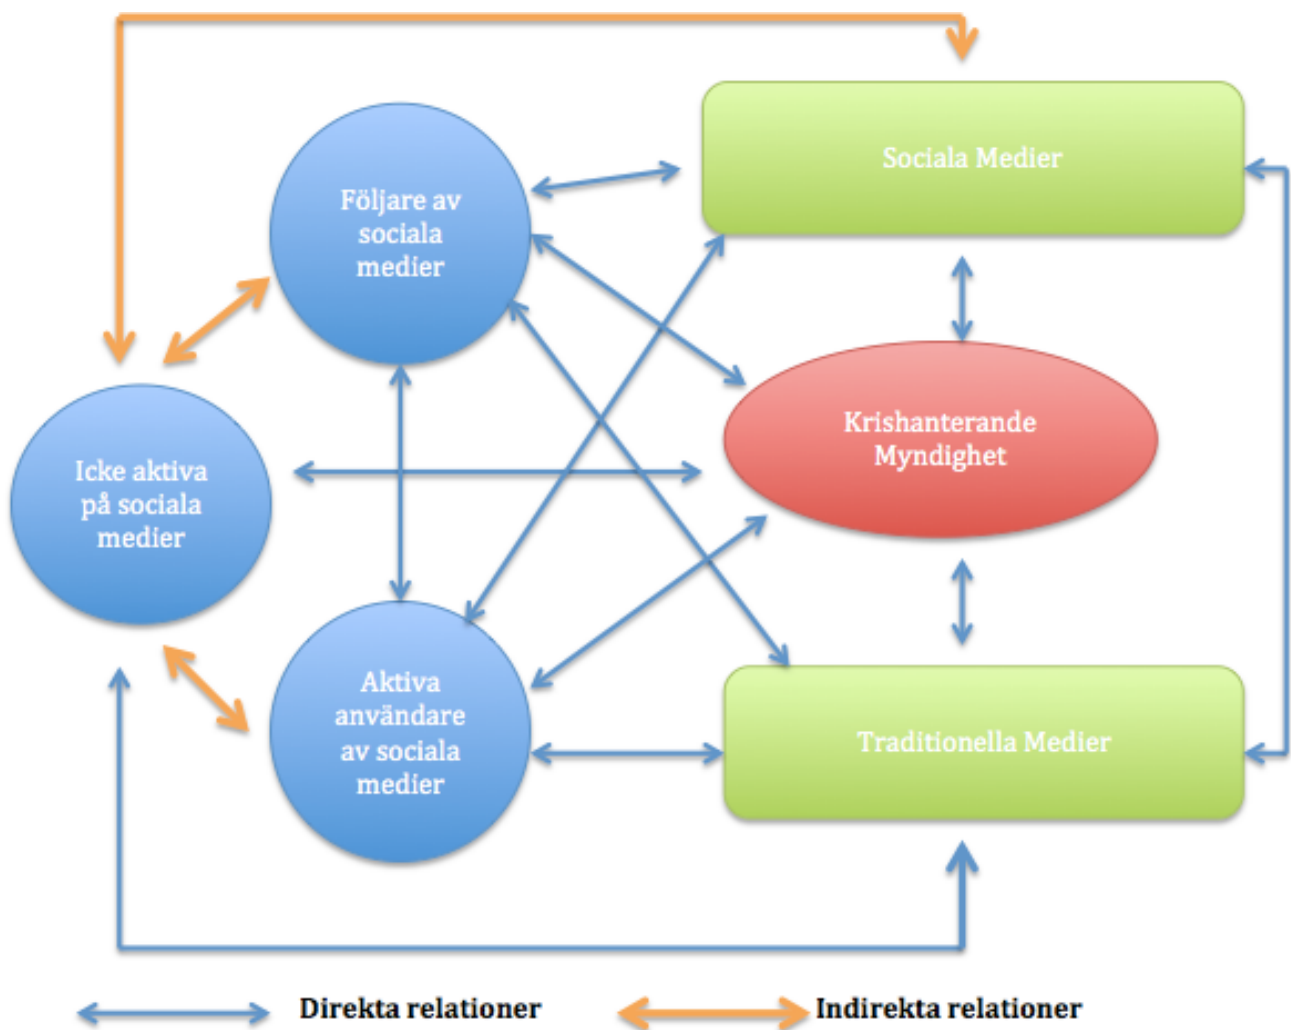 Sociala Medier
Följare av
sociala
medier
Krishanterande
Myndighet
Icke aktiva
på sociala
medier
Aktiva
användare
av sociala
medier
Traditionella Medier
Direkta relationer
Indirekta relationer